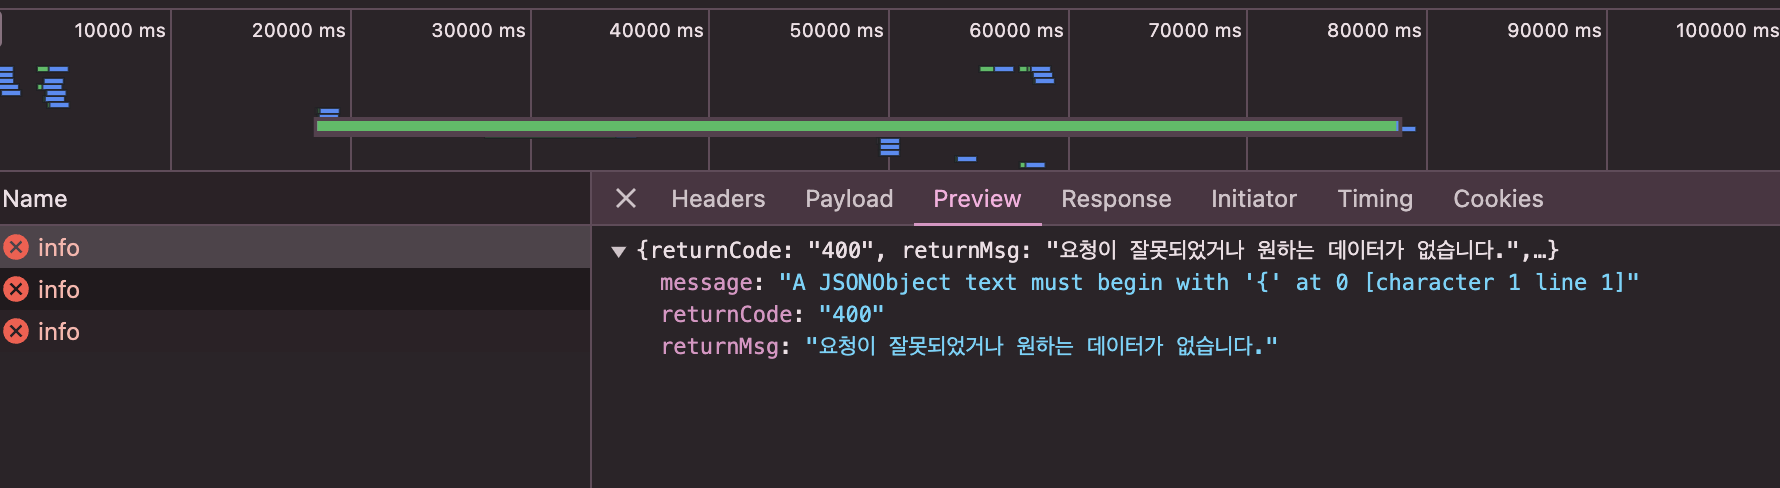 10000 ms 20000 ms 30000 ms 40000 ms 50000 ms 60000 ms 70000 ms 80000 ms 90000 ms 100000 ms
Name
info
info
info
Headers Payload Preview Response Initiator Timing Cookies
{returnCode: "400", returnMsg: "요청이 잘못되었거나 원하는 데이터가 없습니다.",…}
message: "A JSONObject text must begin with '{' at 0 [character 1 line 1]"
returnCode: "400"
returnMsg: "요청이 잘못되었거나 원하는 데이터가 없습니다."